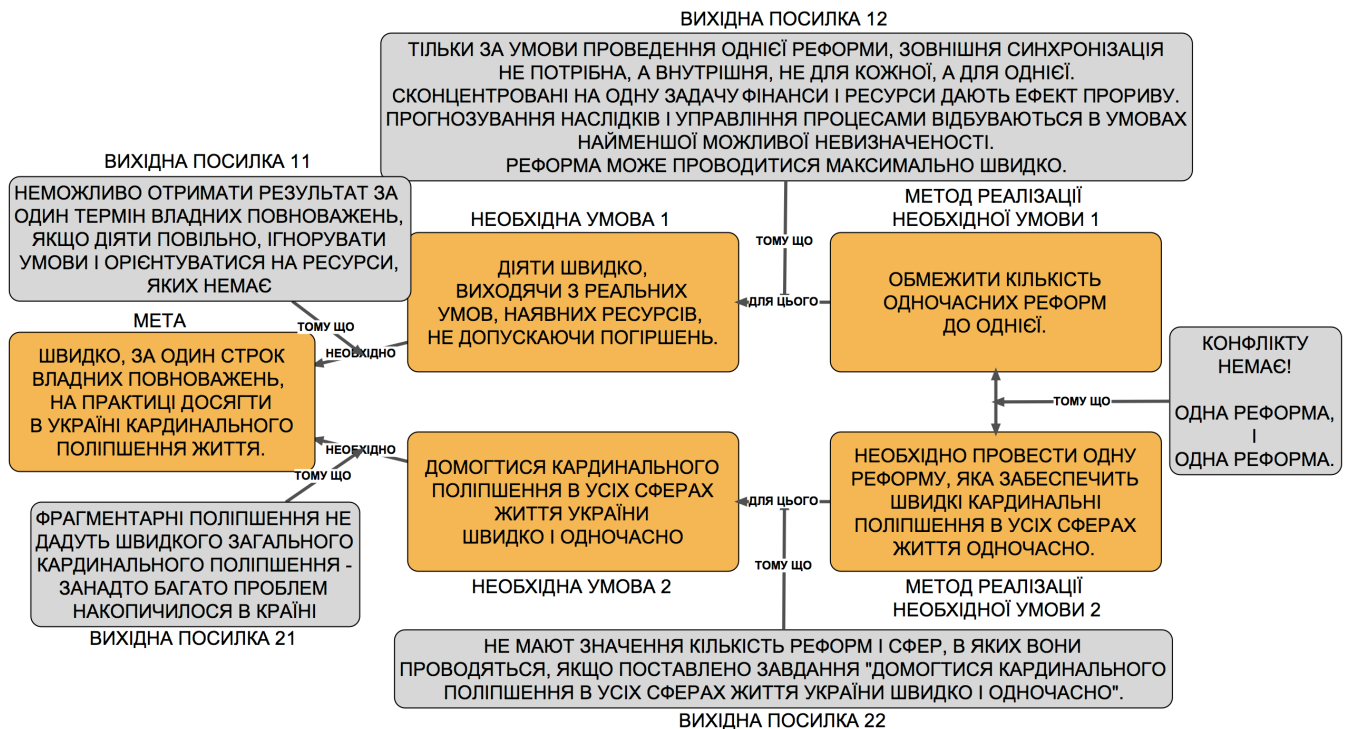 ВИХІДНА ПОСИЛКА 12
ТІЛЬКИ ЗА УМОВИ ПРОВЕДЕННЯ ОДНІЄЇ РЕФОРМИ, ЗОВНІШНЯ СИНХРОНІЗАЦІЯ
НЕ ПОТРІБНА, А ВНУТРІШНЯ, НЕ ДЛЯ КОЖНОЇ, А ДЛЯ ОДНІЄЇ.
СКОНЦЕНТРОВАНІ НА ОДНУ ЗАДАЧУ ФІНАНСИ І РЕСУРСИ ДАЮТЬ ЕФЕКТ ПРОРИВУ.
ПРОГНОЗУВАННЯ НАСЛІДКІВ І УПРАВЛІННЯ ПРОЦЕСАМИ ВІДБУВАЮТЬСЯ В УМОВАХ
НАЙМЕНШОЇ МОЖЛИВОЇ НЕВИЗНАЧЕНОСТІ.
РЕФОРМА МОЖЕ ПРОВОДИТИСЯ МАКСИМАЛЬНО ШВИДКО.
ВИХІДНА ПОСИЛКА 11
НЕМОЖЛИВО ОТРИМАТИ РЕЗУЛЬТАТ ЗА
ОДИН ТЕРМІН ВЛАДНИХ ПОВНОВАЖЕНЬ,
ЯКЩО ДІЯТИ ПОВІЛЬНО, ІГНОРУВАТИ
УМОВИ І ОРІЄНТУВАТИСЯ НА РЕСУРСИ,
ЯКИХ НЕМАЄ
ТОМУ ЩО
НЕОБХІДНО
НЕОБХІДНА УМОВА 1
ДІЯТИ ШВИДКО,
ВИХОДЯЧИ З РЕАЛЬНИХ
УМОВ, НАЯВНИХ РЕСУРСІВ,
НЕ ДОПУСКАЮЧИ ПОГІРШЕНЬ.
ТОМУ ЩО
ДЛЯ ЦЬОГО
МЕТОД РЕАЛІЗАЦІЇ
НЕОБХІДНОЇ УМОВИ 1
ОБМЕЖИТИ КІЛЬКІСТЬ
ОДНОЧАСНИХ РЕФОРМ
ДО ОДНІЄЇ.
МЕТА
ШВИДКО, ЗА ОДИН СТРОК
ВЛАДНИХ ПОВНОВАЖЕНЬ,
НА ПРАКТИЦІ ДОСЯГТИ
В УКРАЇНІ КАРДИНАЛЬНОГО
ПОЛІПШЕННЯ ЖИТТЯ.
ТОМУ ЩО
КОНФЛІКТУ
НЕМАЄ!
ОДНА РЕФОРМА,
І
ОДНА РЕФОРМА.
НЕОБХІДНО
ТОМУ ЩО
ДОМОГТИСЯ КАРДИНАЛЬНОГО
ПОЛІПШЕННЯ В УСІХ СФЕРАХ
ЖИТТЯ УКРАЇНИ
ШВИДКО І ОДНОЧАСНО
НЕОБХІДНА УМОВА 2
ДЛЯ ЦЬОГО
ТОМУ ЩО
НЕОБХІДНО ПРОВЕСТИ ОДНУ
РЕФОРМУ, ЯКА ЗАБЕСПЕЧИТЬ
ШВИДКІ КАРДИНАЛЬНІ
ПОЛІПШЕННЯ В УСІХ СФЕРАХ
ЖИТТЯ ОДНОЧАСНО.
МЕТОД РЕАЛІЗАЦІЇ
НЕОБХІДНОЇ УМОВИ 2
ФРАГМЕНТАРНІ ПОЛІПШЕННЯ НЕ
ДАДУТЬ ШВИДКОГО ЗАГАЛЬНОГО
КАРДИНАЛЬНОГО ПОЛІПШЕННЯ -
ЗАНАДТО БАГАТО ПРОБЛЕМ
НАКОПИЧИЛОСЯ В КРАЇНІ
ВИХІДНА ПОСИЛКА 21
НЕ МАЮТ ЗНАЧЕННЯ КІЛЬКІСТЬ РЕФОРМ І СФЕР, В ЯКИХ ВОНИ
ПРОВОДЯТЬСЯ, ЯКЩО ПОСТАВЛЕНО ЗАВДАННЯ "ДОМОГТИСЯ КАРДИНАЛЬНОГО
ПОЛІПШЕННЯ В УСІХ СФЕРАХ ЖИТТЯ УКРАЇНИ ШВИДКО І ОДНОЧАСНО".
ВИХІДНА ПОСИЛКА 22